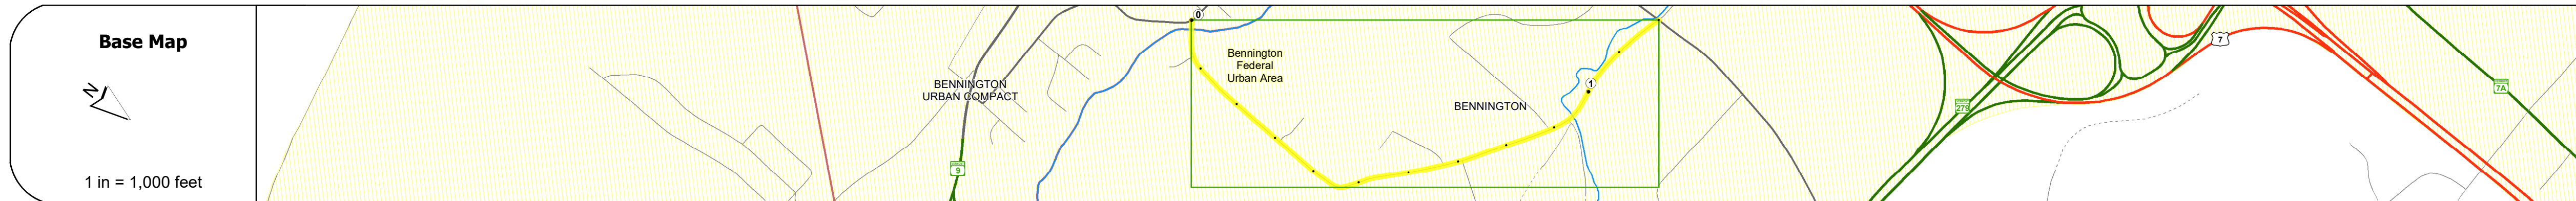 Base Map
N
1 in = 1,000 feet
BENNINGTON
URBAN COMPACT
9
0
Bennington
Federal
Urban Area
BENNINGTON
1
279
7
7A